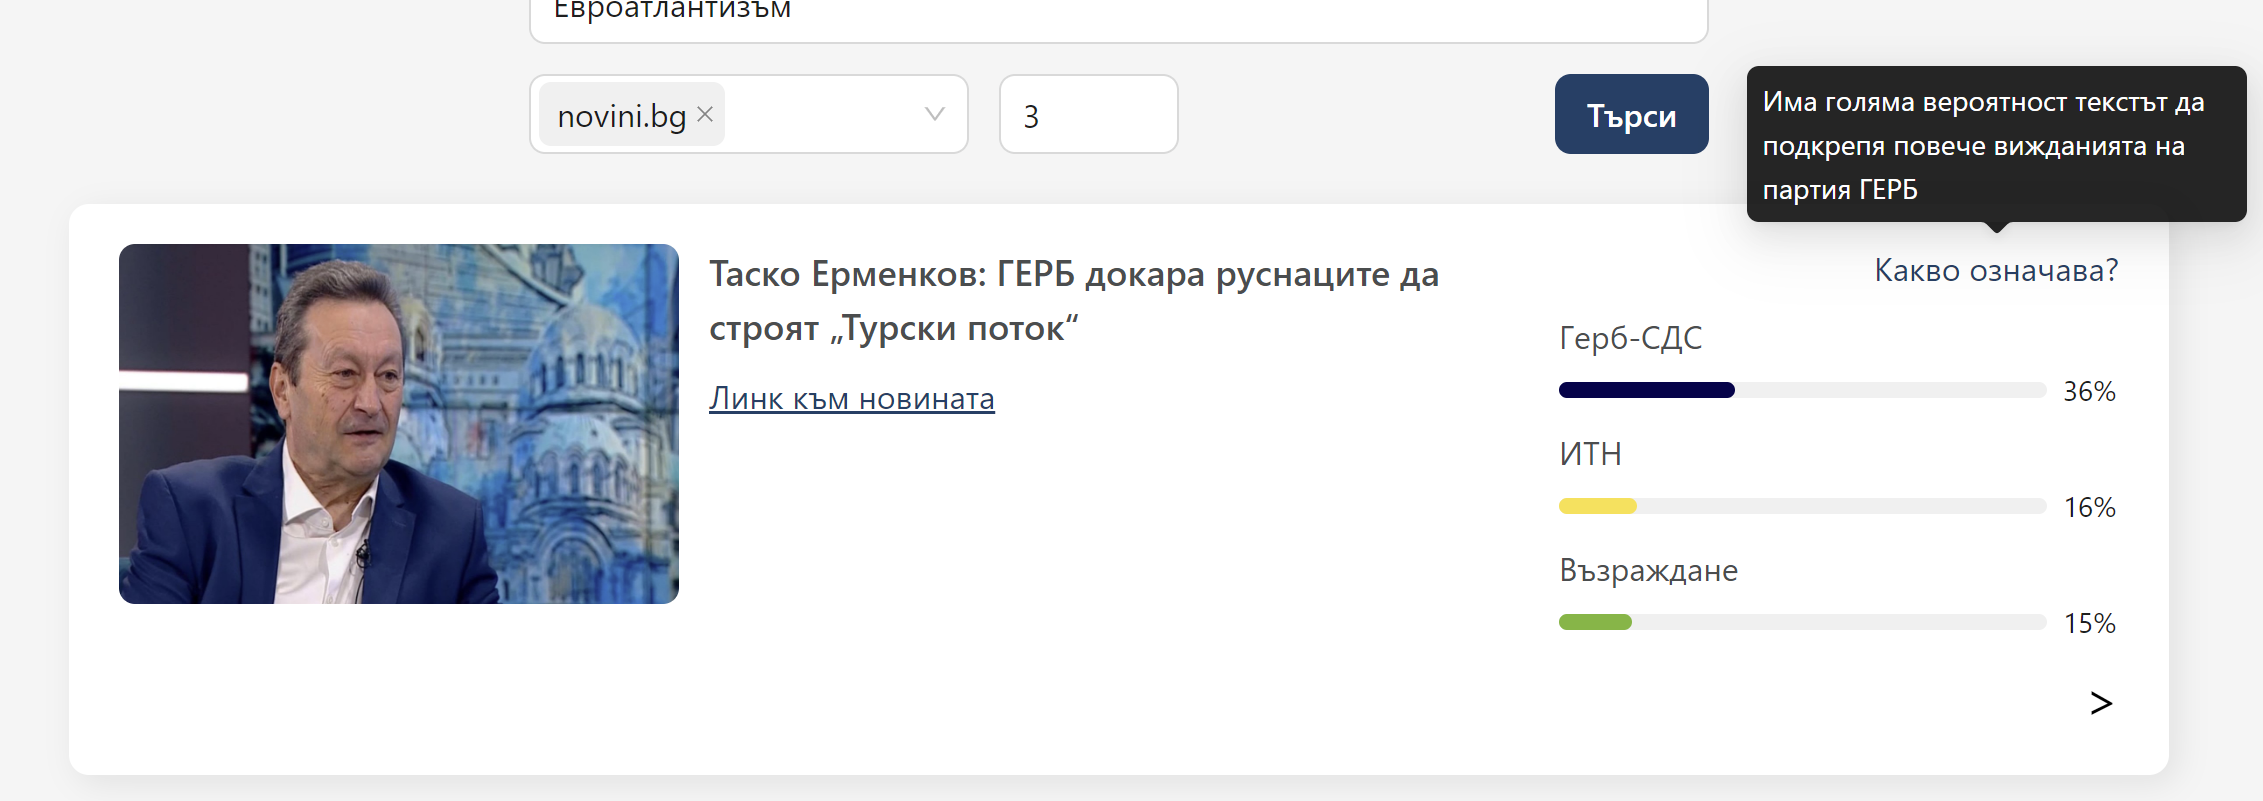 Евроатлантизъм
novini.bg
3
Търси
Има голяма вероятност текстът да
подкрепя повече вижданията на
партия ГЕРБ
Таско Ерменков: ГЕРБ докара руснаците да
строят „Турски поток“
Линк към новината
Какво означава?
Герб-СДС
36%
ИТН
16%
Възраждане
15%
>